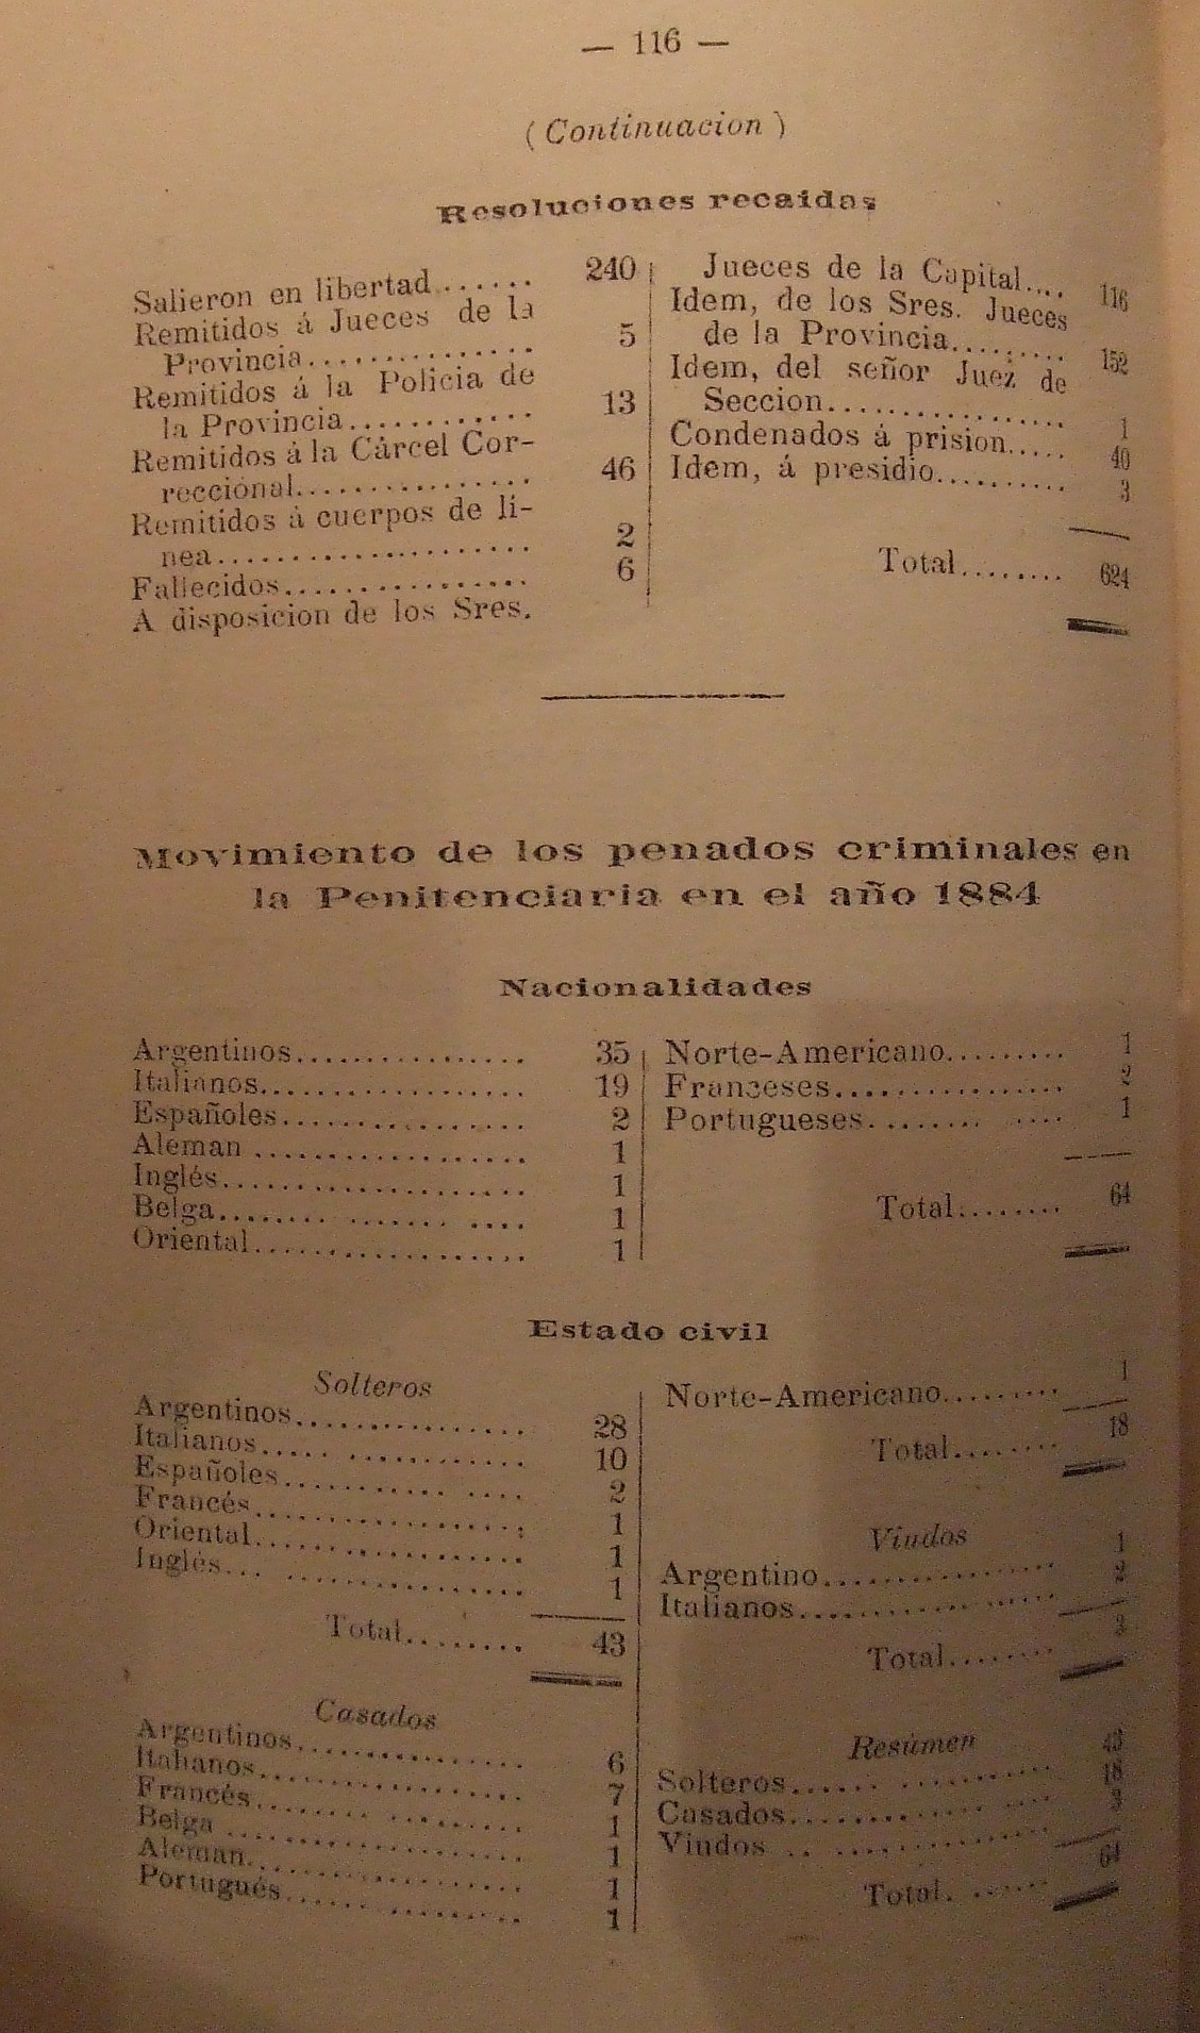 — 116 —
(Continuacion)
Resoluciones recaidas
Salieron en libertad...... 240
Remitidos á Jueces de la
Provincia............... 5
Remitidos á la Policia de
la Provincia............ 13
Remitidos á la Cárcel Cor-
reccional................ 46
Remitidos á cuerpos de lí-
nea..................... 2
Fallecidos................ 6
A disposicion de los Sres.
Jueces de la Capital.... 116
Idem, de los Sres. Jueces
de la Provincia........ 152
Idem, del señor Juez de
Seccion................ 1
Condenados á prision..... 40
Idem, á presidio.......... 3
Total........ 624
Movimiento de los penados criminales en
la Penitenciaria en el año 1884
Nacionalidades
Argentinos................ 35
Italianos.................. 19
Españoles................ 2
Aleman .................. 1
Inglés..................... 1
Belga........ ....... .... 1
Oriental................... 1
Norte-Americano......... 1
Franceses................ 2
Portugueses........ .... 1
Total........ 64
Estado civil
Solteros
Argentinos................ 28
Italianos..... ............ 10
Españoles........... .... 2
Francés.................. 1
Oriental................... 1
Inglés... ................ 1
Total........ 43
Casados
Argentinos................ 6
Italianos.................. 7
Francés........ ......... 1
Belga .................... 1
Aleman................... 1
Portugués...... ......... 1
Norte-Americano......... 1
Total........ 18
Viudos
Argentino................ 1
Italianos............. ..... 2
Total........ 3
Resúmen
Solteros...... ........... 43
Casados............. .... 18
Viudos .. .............. 3
Total. ...... 64